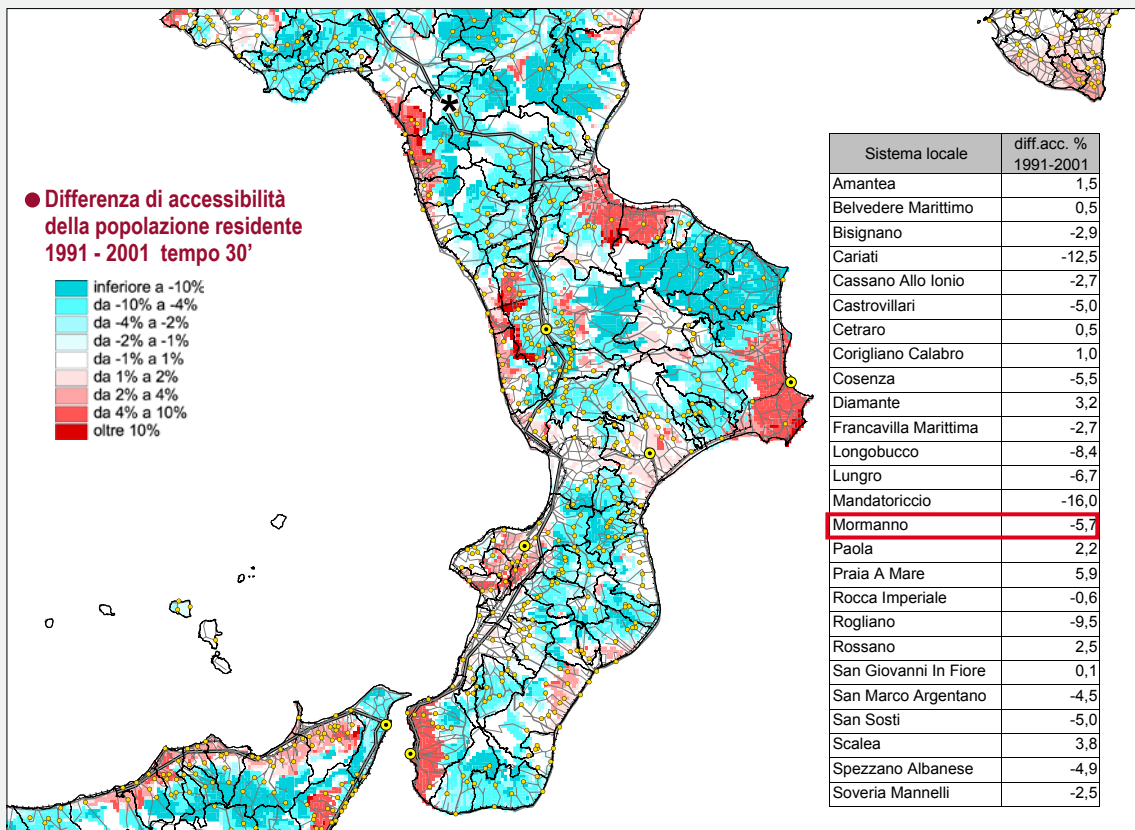 ● Differenza di accessibilità
della popolazione residente
1991 - 2001 tempo 30'
inferiore a -10%
da -10% a -4%
da -4% a -2%
da -2% a -1%
da -1% a 1%
da 1% a 2%
da 2% a 4%
da 4% a 10%
oltre 10%
*
Sistema locale diff.acc. % 1991-2001
Amantea 1,5
Belvedere Marittimo 0,5
Bisignano -2,9
Cariati -12,5
Cassano Allo Ionio -2,7
Castrovillari -5,0
Cetraro 0,5
Corigliano Calabro 1,0
Cosenza -5,5
Diamante 3,2
Francavilla Marittima -2,7
Longobucco -8,4
Lungro -6,7
Mandatoriccio -16,0
Mormanno -5,7
Paola 2,2
Praia A Mare 5,9
Rocca Imperiale -0,6
Rogliano -9,5
Rossano 2,5
San Giovanni In Fiore 0,1
San Marco Argentano -4,5
San Sosti -5,0
Scalea 3,8
Spezzano Albanese -4,9
Soveria Mannelli -2,5